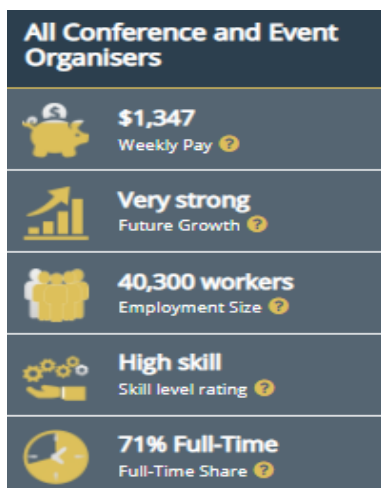 All Conference and Event
Organisers
$1,347
Weekly Pay ?
Very strong
Future Growth ?
40,300 workers
Employment Size ?
High skill
Skill level rating ?
71% Full-Time
Full-Time Share ?